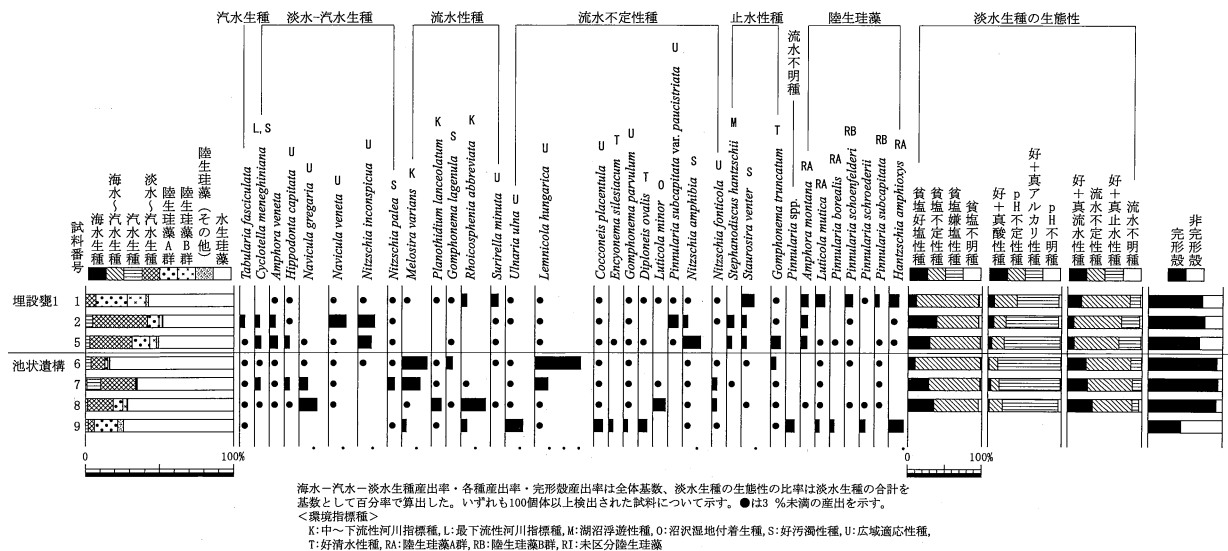 汽水生種
淡水-汽水生種
流水性種
流水不定性種
止水性種
流水不明種
陸生珪藻
淡水生種の生態性
海水生種
海水～汽水生種
汽水生種
淡水～汽水生種
陸生珪藻A群
陸生珪藻B群
陸生珪藻（その他）
水生珪藻
試料番号
Tabularia fasciculata
Cyclotella meneghiniana L, S
Amphora veneta S
Hippodonta capitata U
Navicula gregaria U
Navicula veneta U
Nitzschia inconspicua U
Nitzschia palea S
Melosira varians K
Planothidium lanceolatum K
Gomphonema lagenula S
Rhoicosphenia abbreviata K
Surirella minuta U
Ulnaria ulna U
Lemnicola hungarica U
Cocconeis placentula U
Encyonema silesiacum T
Gomphonema parvulum U
Diploneis ovalis T
Luticola minor O
Pinnularia subcapitata var. paucistriata U
Nitzschia amphibia S
Nitzschia fonticola U
Stephanodiscus hantzschii M
Staurosira venter S
Gomphonema truncatum T
Pinnularia spp.
Amphora montana RA
Luticola mutica RA
Pinnularia borealis RA
Pinnularia schoenfelderi RB
Pinnularia schroederii RI
Pinnularia subcapitata RB
Hantzschia amphioxys RA
貧塩好塩性種
貧塩不定性種
貧塩嫌塩性種
貧塩不明種
好＋真酸性種
pH不定性種
好＋真アルカリ性種
pH不明種
好＋真流水性種
流水不定性種
好＋真止水性種
流水不明種
完形殻
非完形殻
埋設甕1 1
2
5
池状遺構 6
7
8
9
0 100%
0 100%
海水－汽水－淡水生種産出率・各種産出率・完形殻産出率は全体基数、淡水生種の生態性の比率は淡水生種の合計を
基数として百分率で算出した。いずれも100個体以上検出された試料について示す。●は3 %未満の産出を示す。
＜環境指標種＞
K:中～下流性河川指標種,L:最下流性河川指標種,M:湖沼浮遊性種,O:沼沢湿地付着生種,S:好汚濁性種,U:広域適応性種,
T:好清水性種,RA:陸生珪藻A群,RB:陸生珪藻B群,RI:未区分陸生珪藻